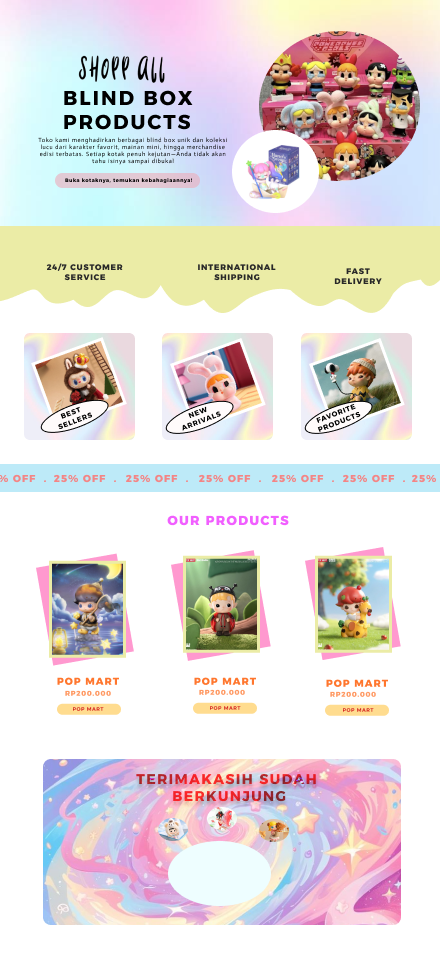 SHOPP ALL
BLIND BOX
PRODUCTS
Toko kami menghadirkan berbagai blind box unik dan koleksi
lucu dari karakter favorit, mainan mini, hingga merchandise
edisi terbatas. Setiap kotak penuh kejutan—Anda tidak akan
tahu isinya sampai dibuka!
Buka kotaknya, temukan kebahagiaannya!
24/7 CUSTOMER
SERVICE
INTERNATIONAL
SHIPPING
FAST
DELIVERY
BEST
SELLERS
NEW
ARRIVALS
FAVORITE
PRODUCTS
% OFF . 25% OFF . 25% OFF . 25% OFF . 25% OFF . 25% OFF . 25%
OUR PRODUCTS
POP MART
RP200.000
POP MART
POP MART
RP200.000
POP MART
POP MART
RP200.000
POP MART
TERIMAKASIH SUDAH
BERKUNJUNG